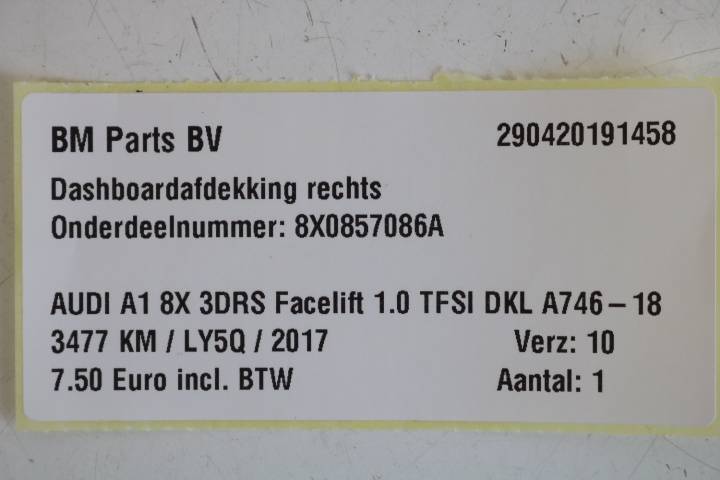 BM Parts BV 290420191458
Dashboardafdekking rechts
Onderdeelnummer: 8X0857086A
AUDI A1 8X 3DRS Facelift 1.0 TFSI DKL A746 – 18
3477 KM / LY5Q / 2017 Verz: 10
7.50 Euro incl. BTW Aantal: 1